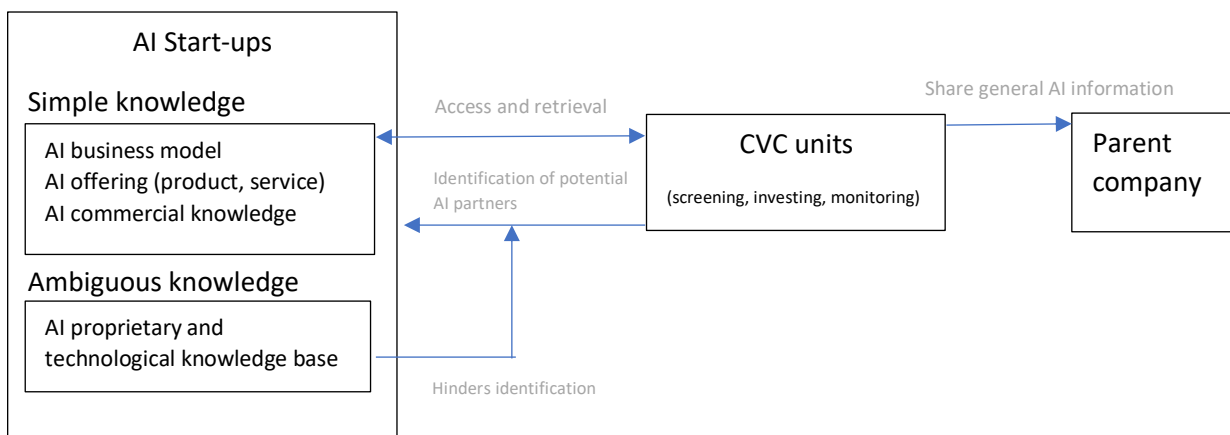 AI Start-ups
Simple knowledge
AI business model
AI offering (product, service)
AI commercial knowledge
Ambiguous knowledge
AI proprietary and
technological knowledge base
Access and retrieval
Identification of potential
AI partners
Hinders identification
CVC units
(screening, investing, monitoring)
Share general AI information
Parent
company